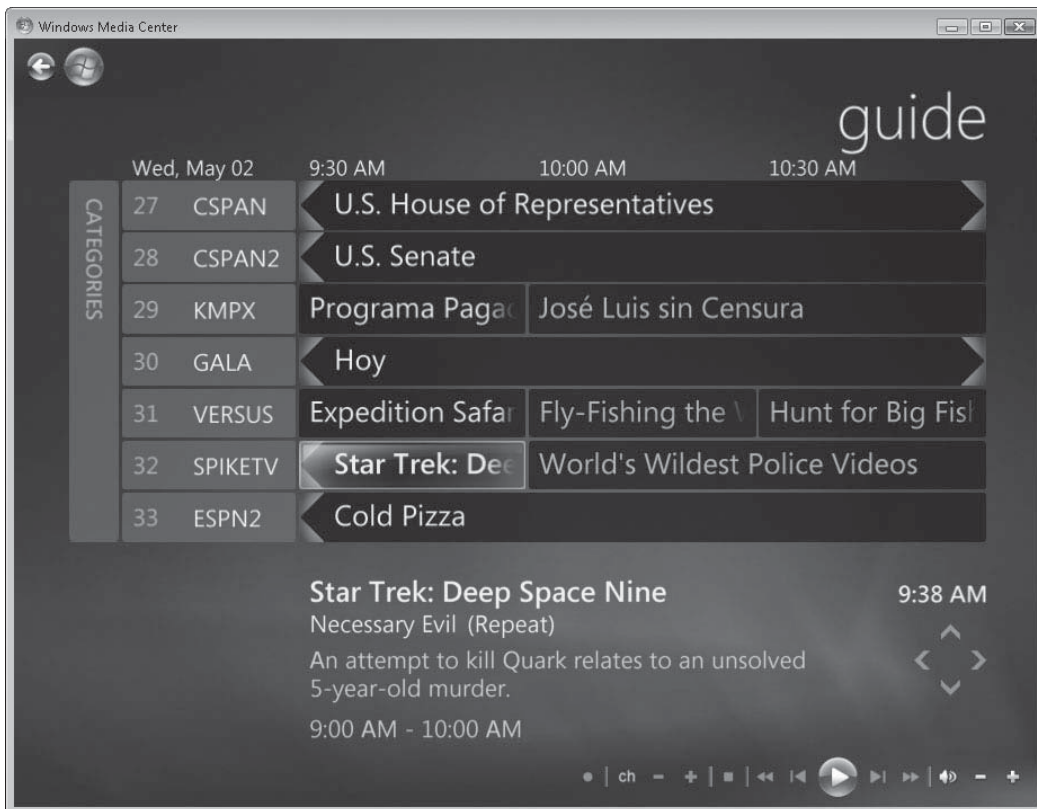 Windows Media Center
guide
Wed, May 02 9:30 AM 10:00 AM 10:30 AM
CATEGORIES
27 CSPAN U.S. House of Representatives
28 CSPAN2 U.S. Senate
29 KMPX Programa Paga José Luis sin Censura
30 GALA Hoy
31 VERSUS Expedition Safar Fly-Fishing the Hunt for Big Fis
32 SPIKETV Star Trek: Dee World's Wildest Police Videos
33 ESPN2 Cold Pizza
Star Trek: Deep Space Nine 9:38 AM
Necessary Evil (Repeat)
An attempt to kill Quark relates to an unsolved
5-year-old murder.
9:00 AM - 10:00 AM
ch